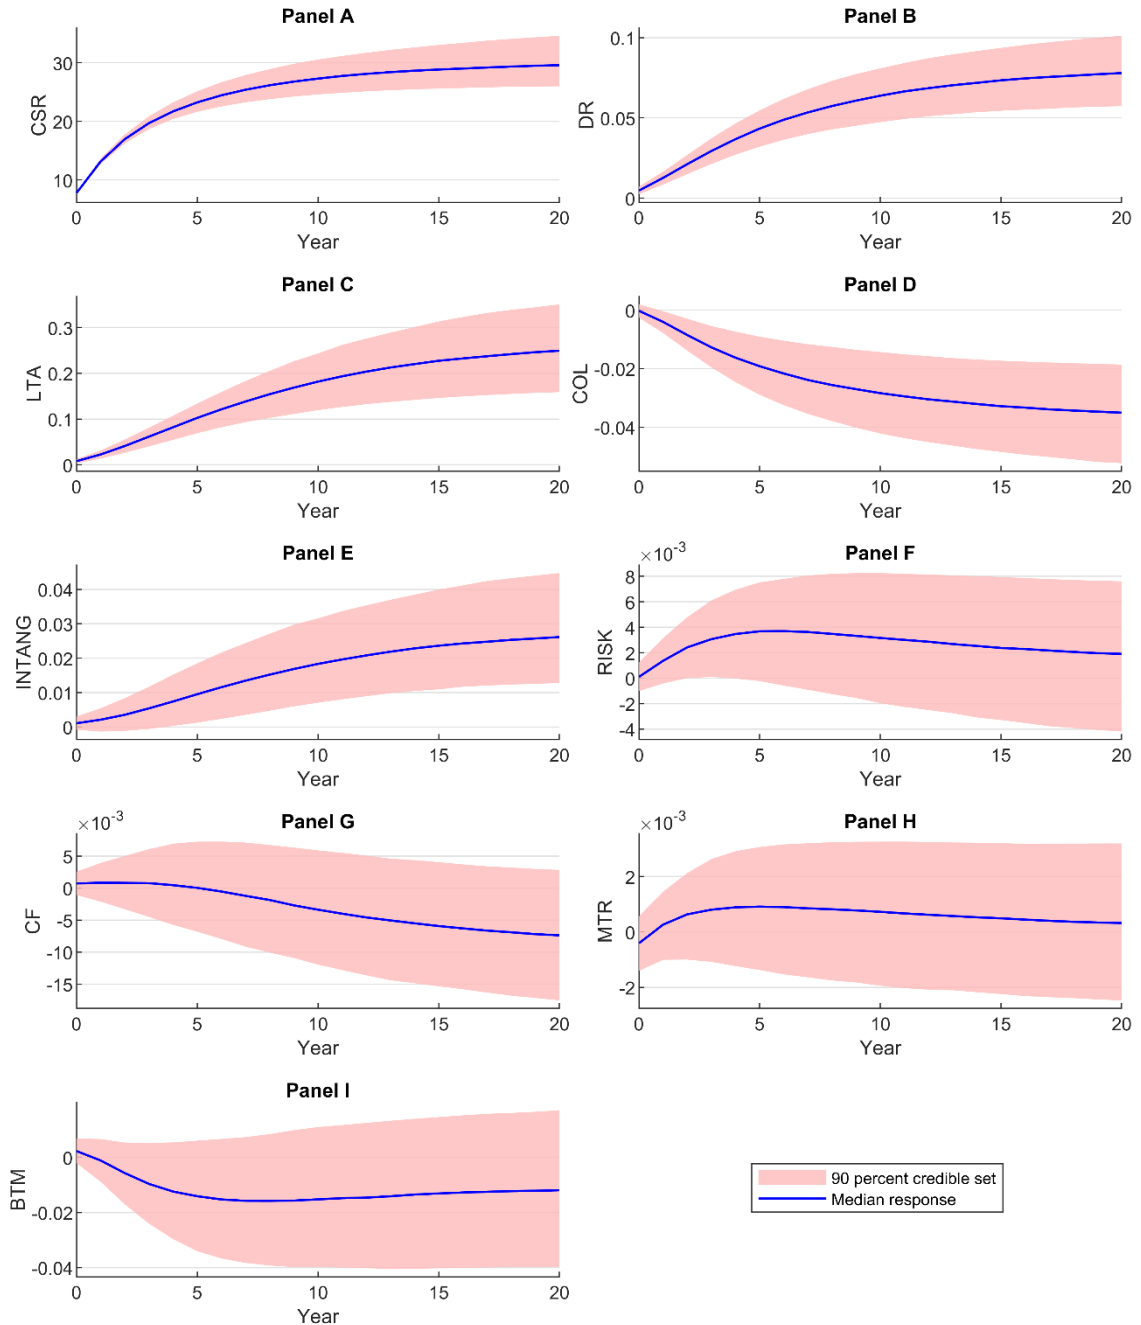 Panel A
30
20
10
CSR
0 5 10 15 20
Year
Panel B
0.1
0.05
0
DR
0 5 10 15 20
Year
Panel C
0.3
0.2
0.1
0
LTA
0 5 10 15 20
Year
Panel D
0
-0.02
-0.04
COL
0 5 10 15 20
Year
Panel E
0.04
0.03
0.02
0.01
0
INTANG
0 5 10 15 20
Year
Panel F
×10-3
8
6
4
2
0
-2
-4
RISK
0 5 10 15 20
Year
Panel G
×10-3
5
0
-5
-10
-15
CF
0 5 10 15 20
Year
Panel H
×10-3
2
0
-2
MTR
0 5 10 15 20
Year
Panel I
0
-0.02
-0.04
BTM
0 5 10 15 20
Year
90 percent credible set
Median response